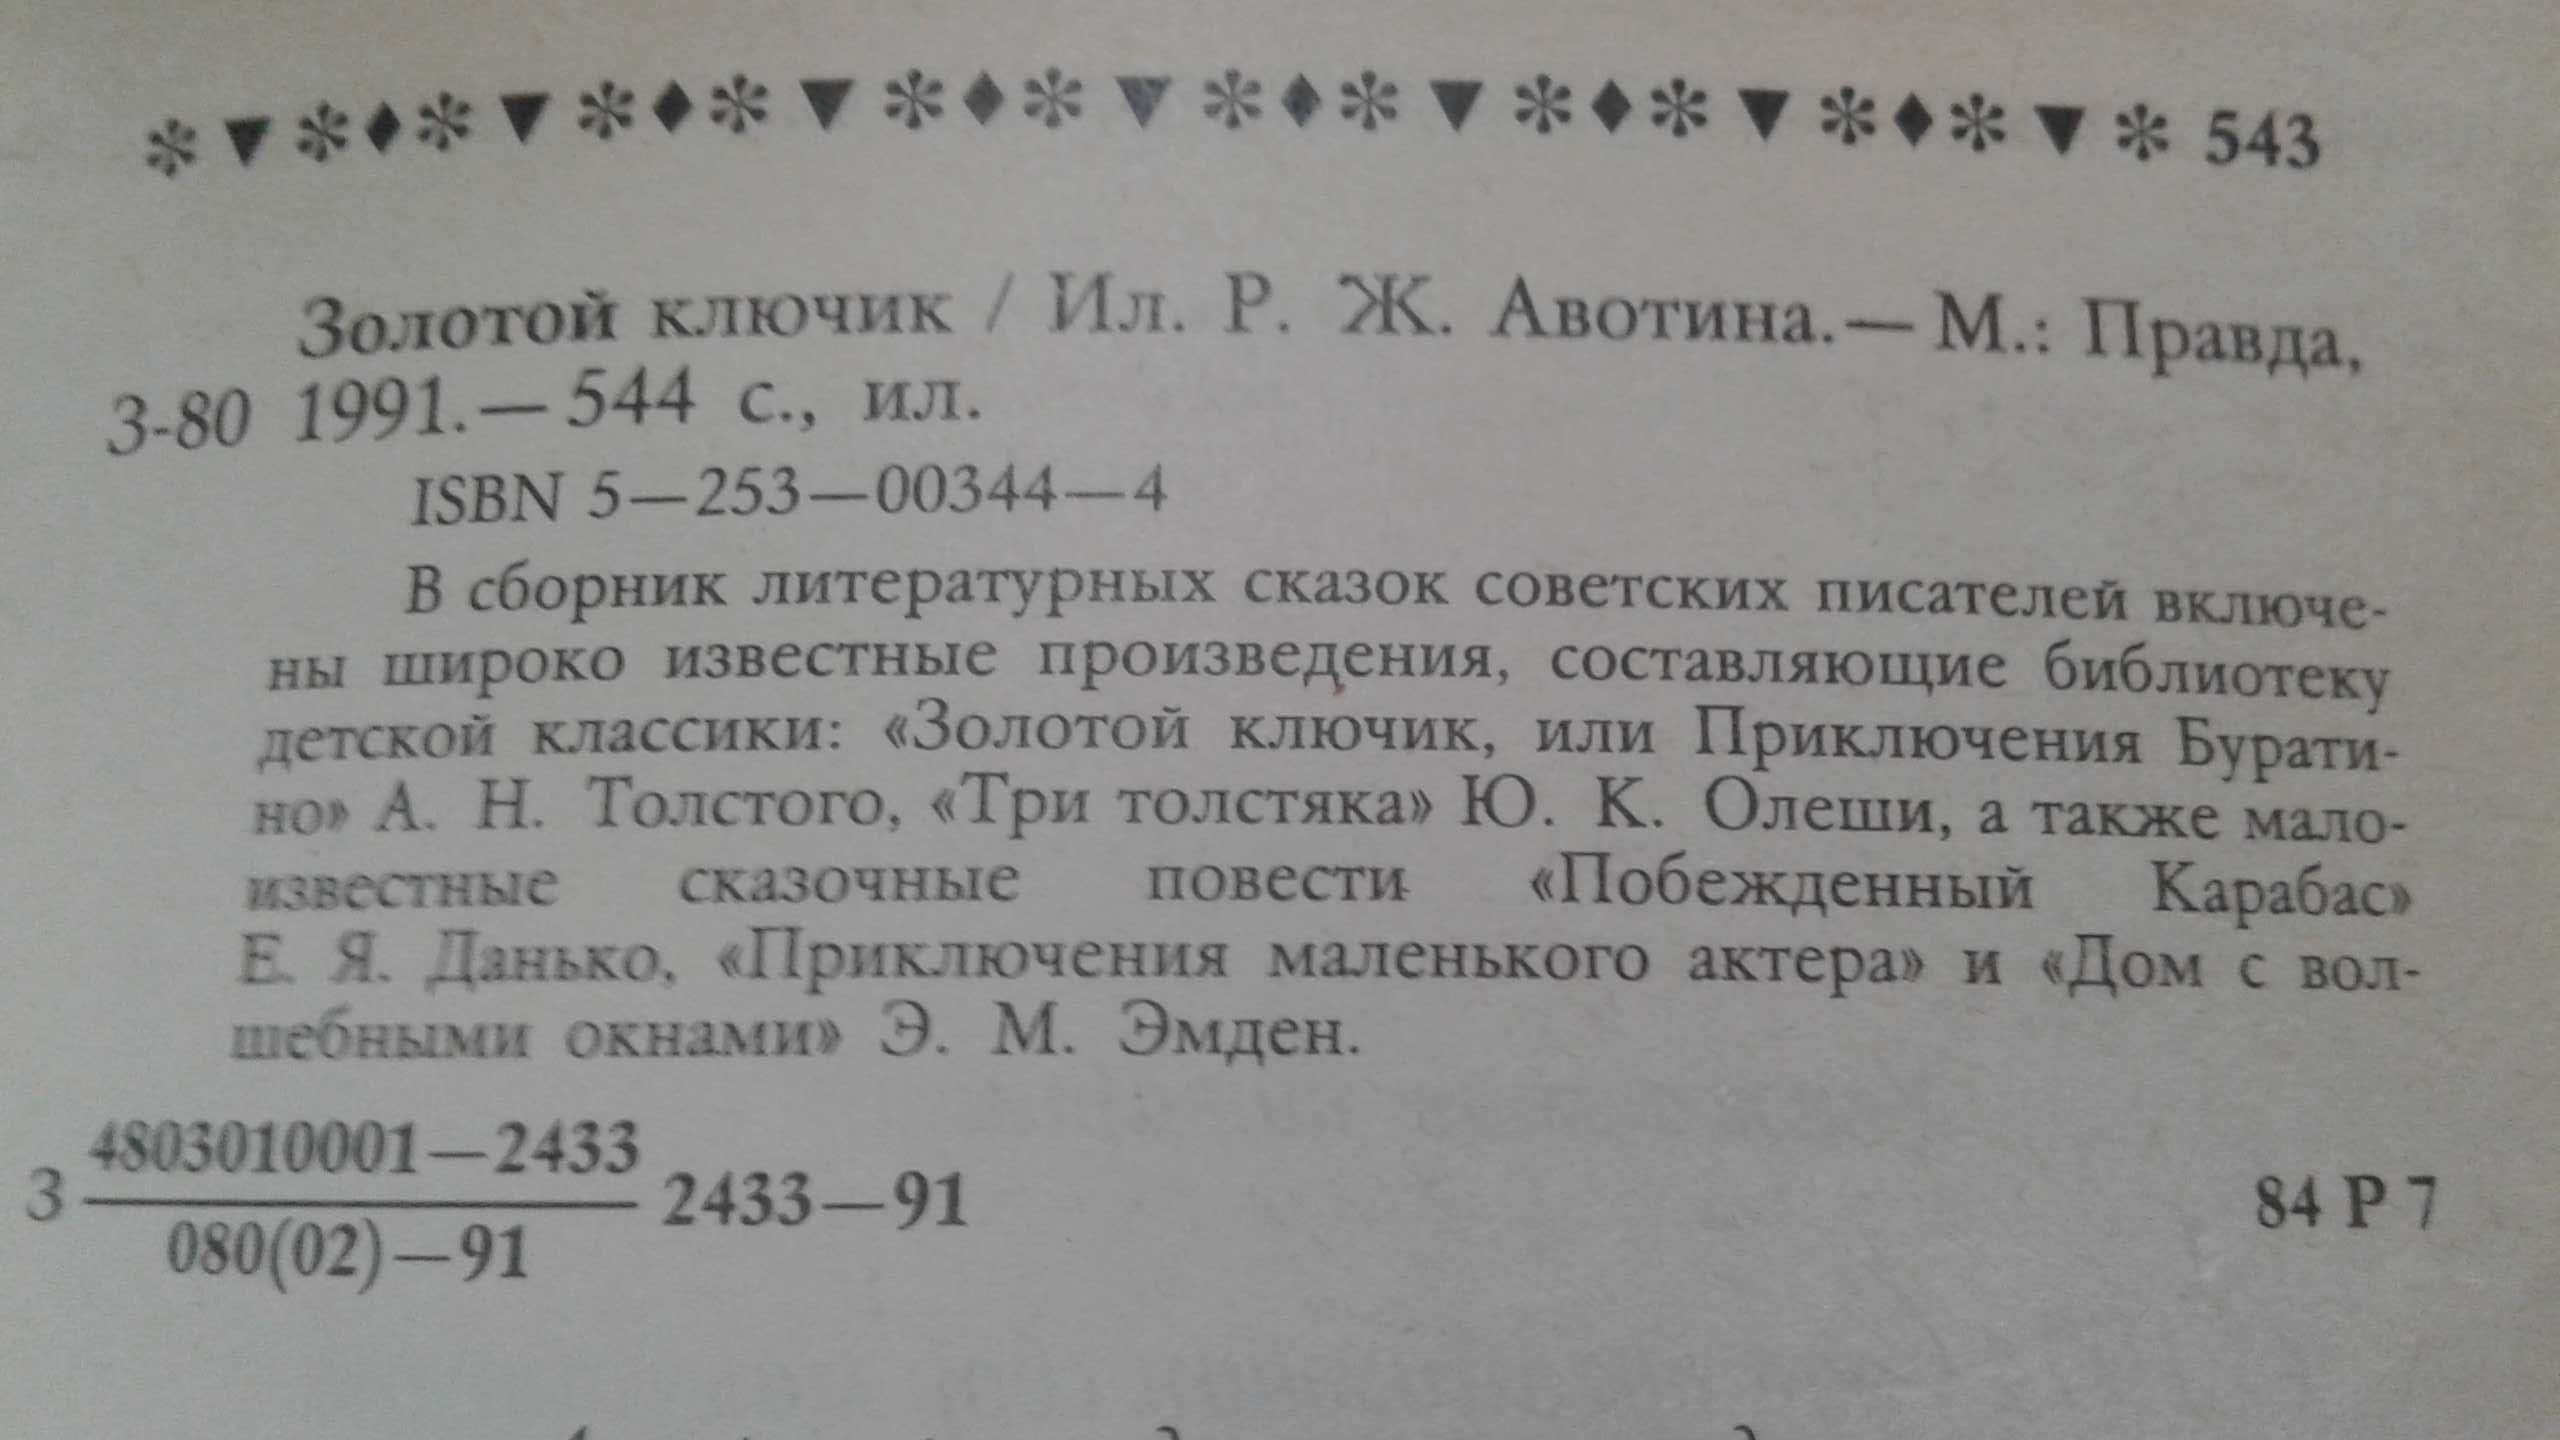 543
Золотой ключик / Ил. Р. Ж. Авотина.— М.: Правда,
З-80 1991.— 544 с., ил.
ISBN 5—253—00344—4
В сборник литературных сказок советских писателей включе-
ны широко известные произведения, составляющие библиотеку
детской классики: «Золотой ключик, или Приключения Бурати-
но» А. Н. Толстого, «Три толстяка» Ю. К. Олеши, а также мало-
известные сказочные повести «Побежденный Карабас»
Е. Я. Данько, «Приключения маленького актера» и «Дом с вол-
шебными окнами» Э. М. Эмден.
4803010001—2433
З 2433—91 84 Р 7
080(02)—91